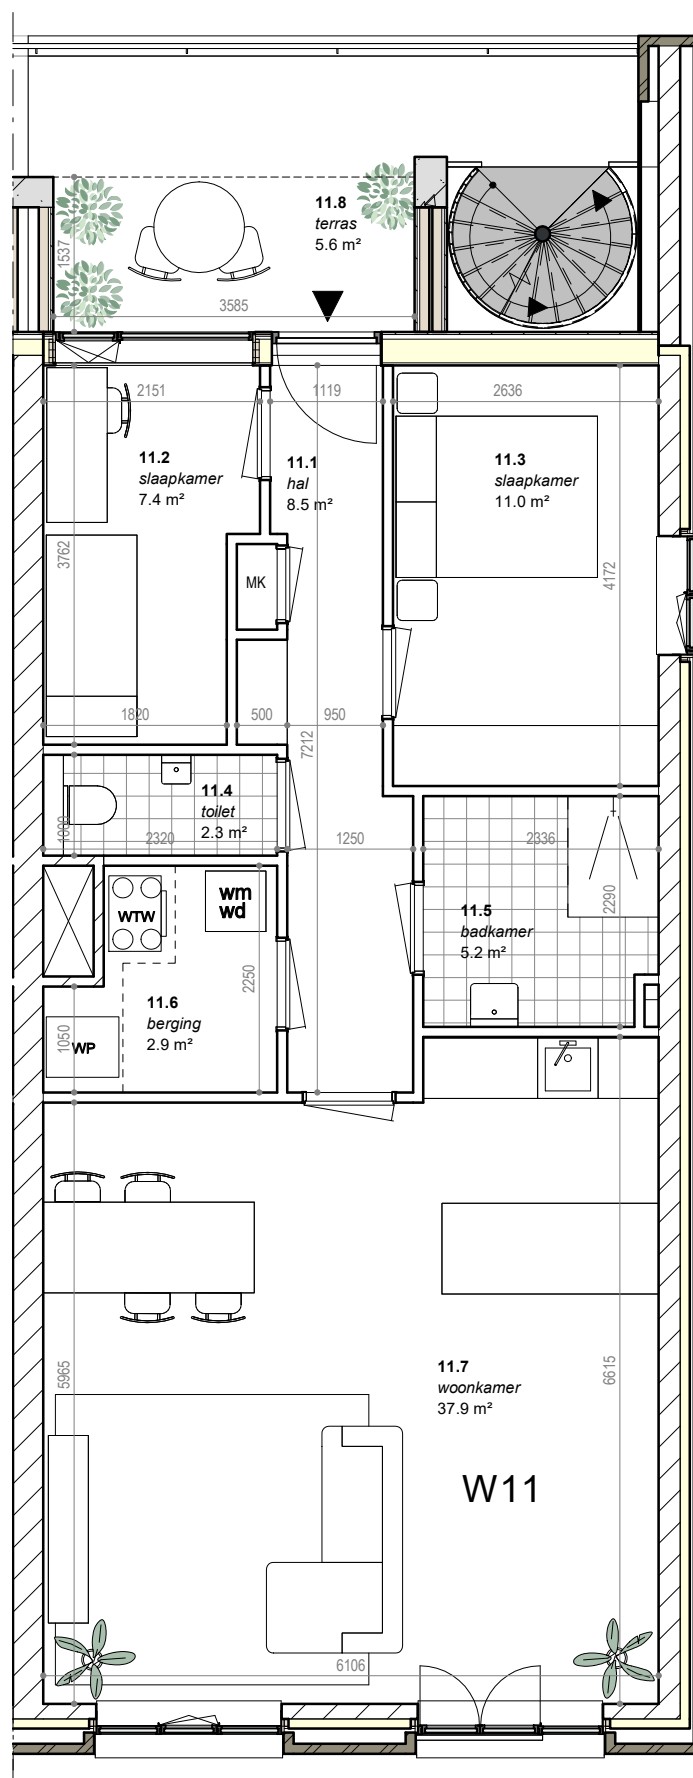 11.8
terras
5.6 m²
1537
3585
2151
1119
2636
11.2
slaapkamer
7.4 m²
11.1
hal
8.5 m²
11.3
slaapkamer
11.0 m²
3762
MK
4172
1820
500
950
7212
11.4
toilet
2.3 m²
1000
2320
1250
2336
wm
wd
WTW
2290
11.5
badkamer
5.2 m²
2250
11.6
berging
2.9 m²
1050
WP
5965
6615
11.7
woonkamer
37.9 m²
W11
6106